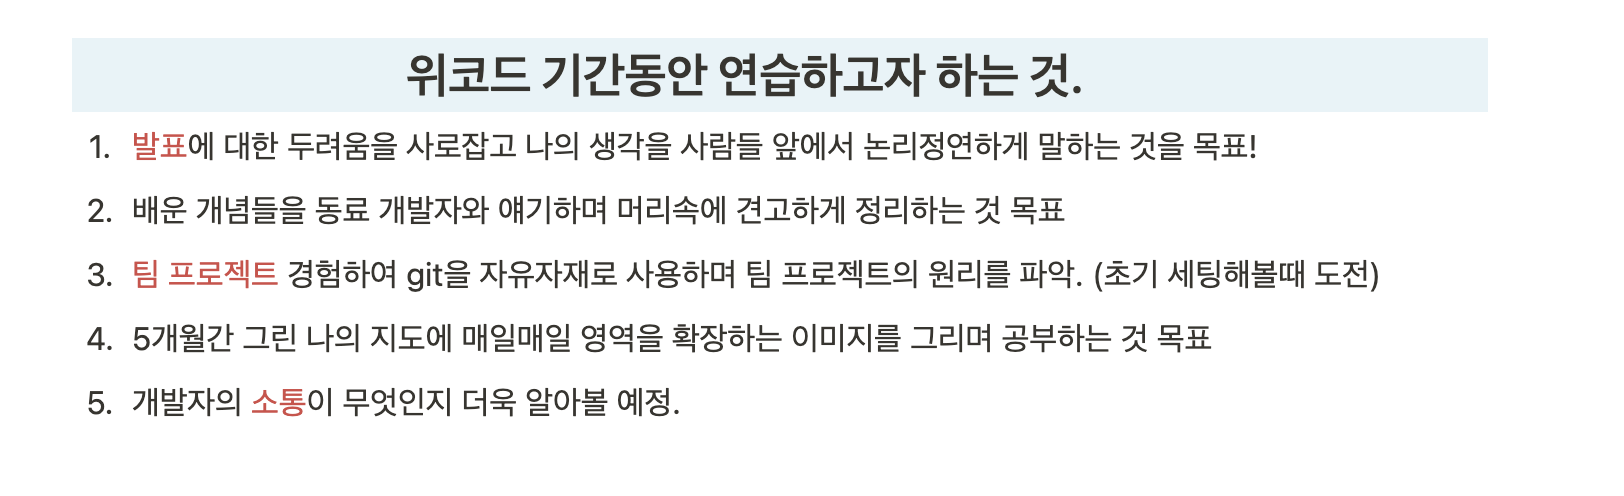 위코드 기간동안 연습하고자 하는 것.
1. 발표에 대한 두려움을 사로잡고 나의 생각을 사람들 앞에서 논리정연하게 말하는 것을 목표!
2. 배운 개념들을 동료 개발자와 얘기하며 머리속에 견고하게 정리하는 것 목표
3. 팀 프로젝트 경험하여 git을 자유자재로 사용하며 팀 프로젝트의 원리를 파악. (초기 세팅해볼때 도전)
4. 5개월간 그린 나의 지도에 매일매일 영역을 확장하는 이미지를 그리며 공부하는 것 목표
5. 개발자의 소통이 무엇인지 더욱 알아볼 예정.